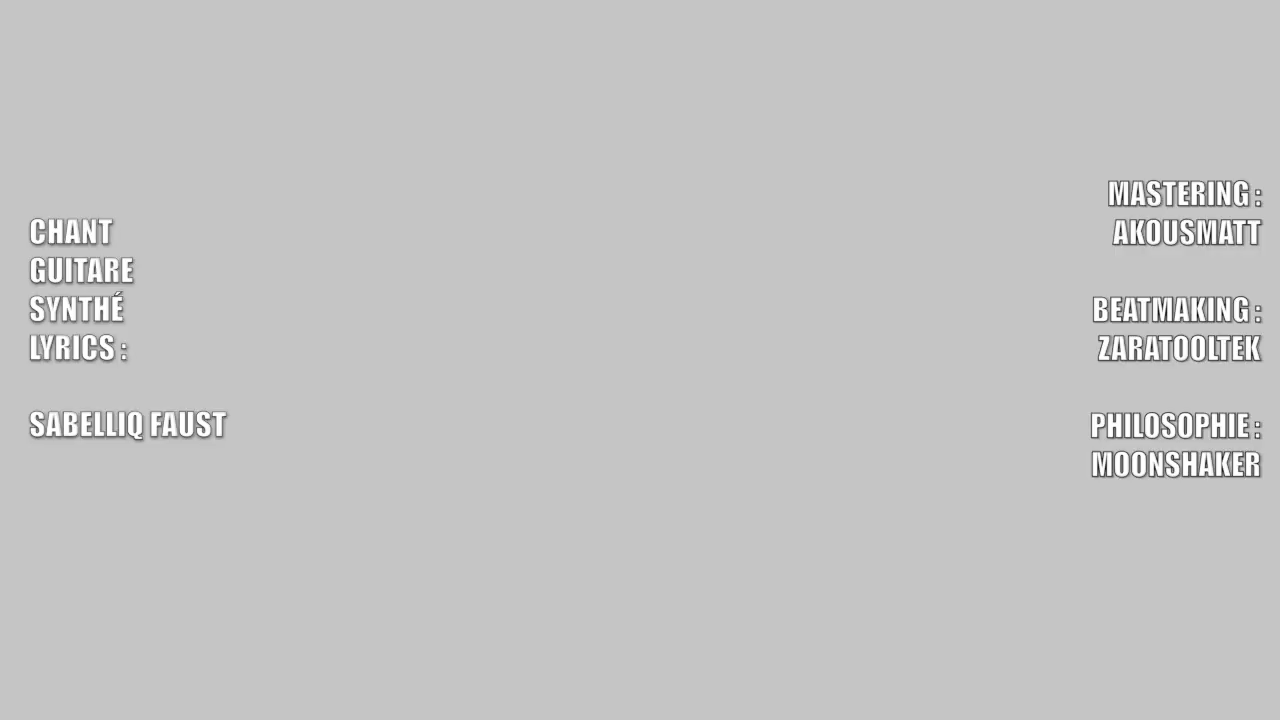 CHANT
GUITARE
SYNTHÉ
LYRICS :
SABELLIQ FAUST
MASTERING :
AKOUSMATT
BEATMAKING :
ZARATOOLTEK
PHILOSOPHIE :
MOONSHAKER